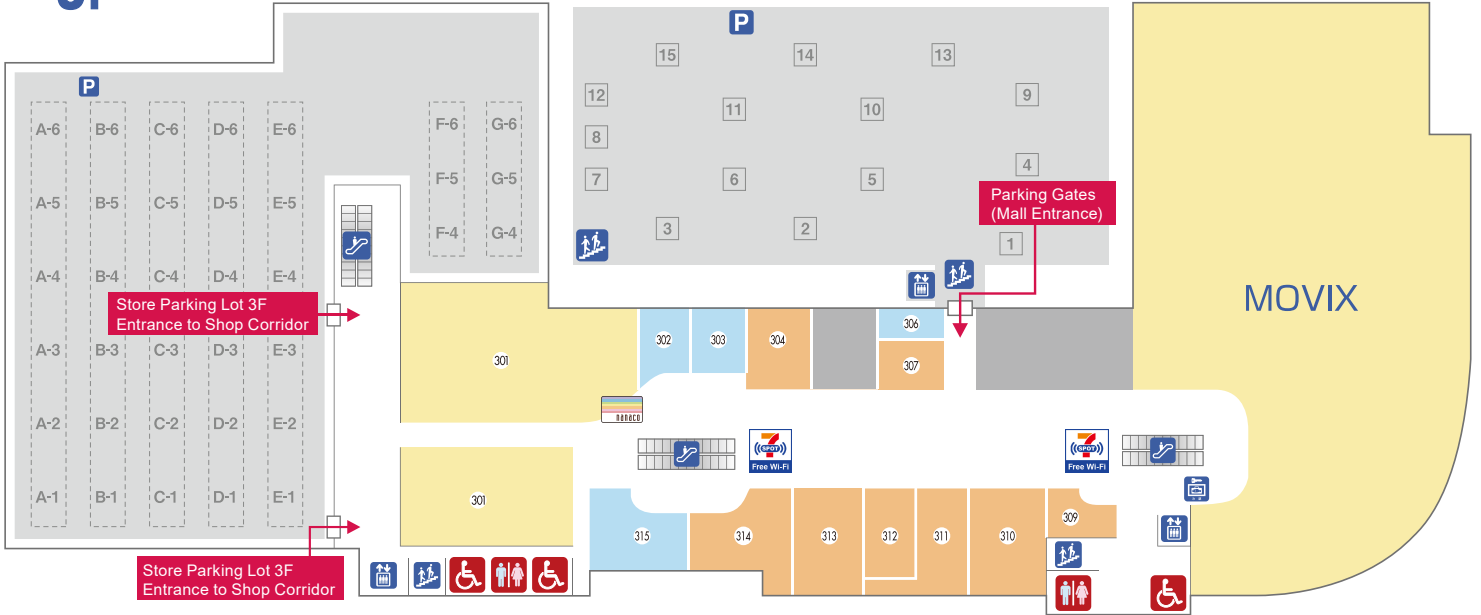 P
P
15
14
13
12
11
10
9
8
7
6
5
4
3
2
1
A-6
B-6
C-6
D-6
E-6
F-6
G-6
A-5
B-5
C-5
D-5
E-5
F-5
G-5
A-4
B-4
C-4
D-4
E-4
F-4
G-4
A-3
B-3
C-3
D-3
E-3
A-2
B-2
C-2
D-2
E-2
A-1
B-1
C-1
D-1
E-1
Parking Gates
(Mall Entrance)
Store Parking Lot 3F
Entrance to Shop Corridor
MOVIX
301
302
303
304
306
307
nanaco
7
SPOT
Free Wi-Fi
7
SPOT
Free Wi-Fi
301
315
314
313
312
311
310
309
Store Parking Lot 3F
Entrance to Shop Corridor